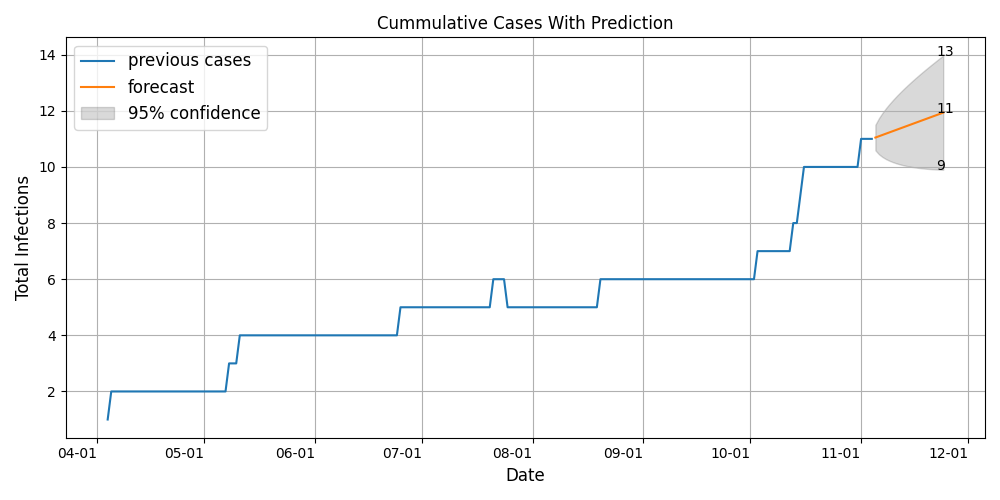 Cummulative Cases With Prediction
previous cases
forecast
95% confidence
13
11
9
14
12
10
8
6
4
2
Total Infections
04-01 05-01 06-01 07-01 08-01 09-01 10-01 11-01 12-01
Date